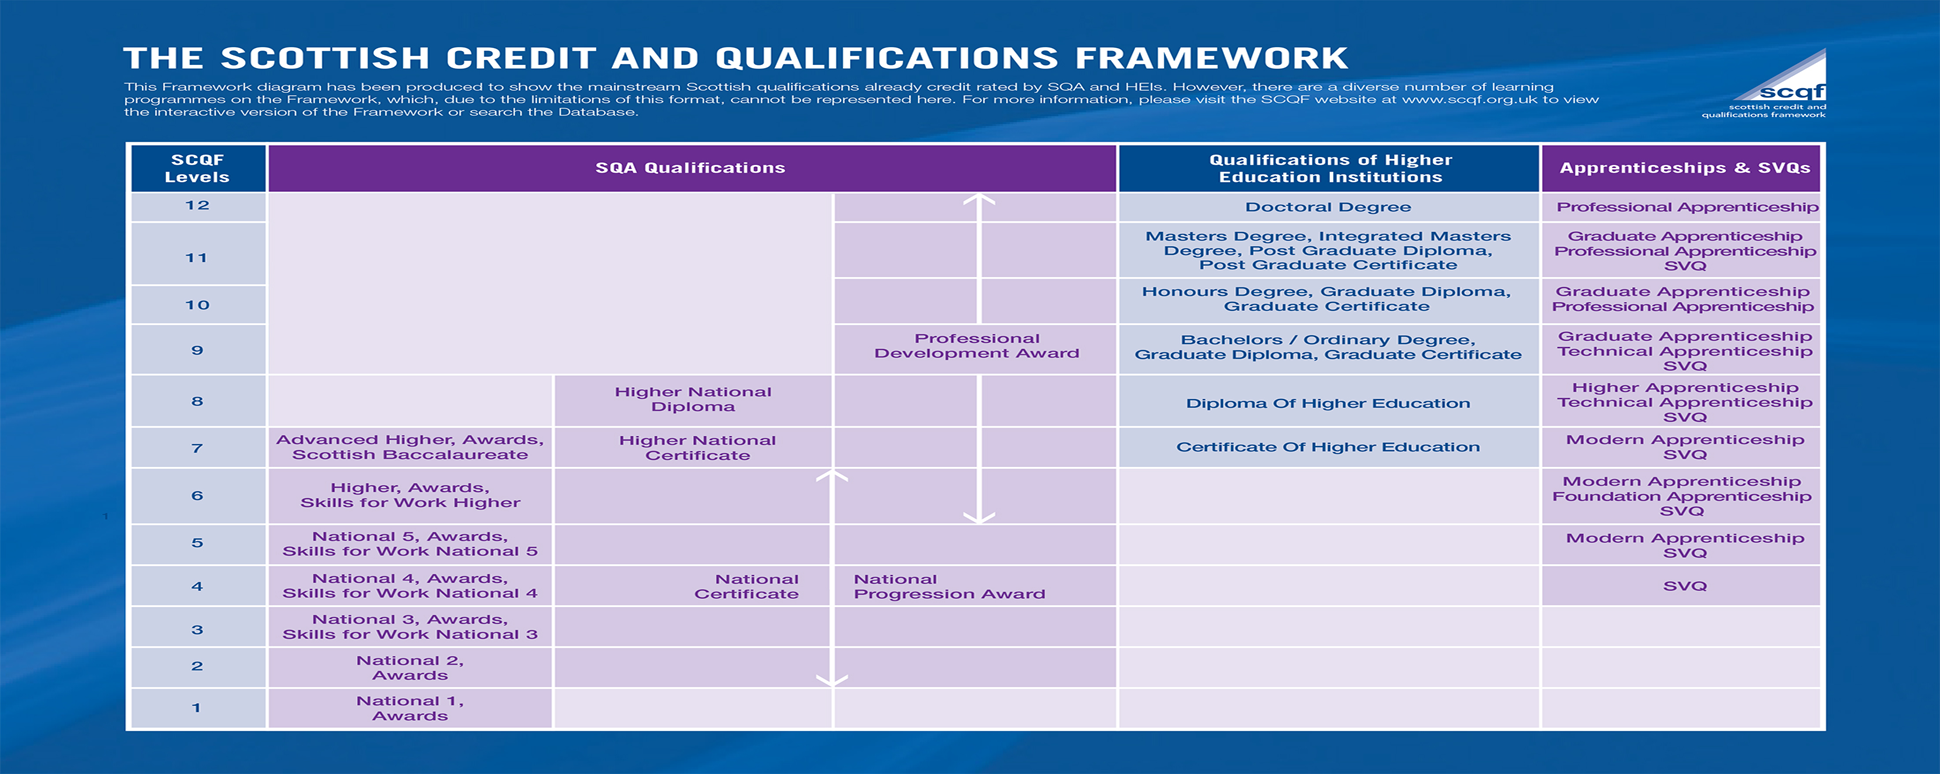 THE SCOTTISH CREDIT AND QUALIFICATIONS FRAMEWORK
This Framework diagram has been produced to show the mainstream Scottish qualifications already credit rated by SQA and HEIs. However, there are a diverse number of learning
programmes on the Framework, which, due to the limitations of this format, cannot be represented here. For more information, please visit the SCQF website at www.scqf.org.uk to view
the interactive version of the Framework or search the Database.
scqf
scottish credit and
qualifications framework
SCQF
Levels
SQA Qualifications
Qualifications of Higher
Education Institutions
Apprenticeships & SVQs
12
Doctoral Degree
Professional Apprenticeship
11
Masters Degree, Integrated Masters
Degree, Post Graduate Diploma,
Post Graduate Certificate
Graduate Apprenticeship
Professional Apprenticeship
SVQ
10
Honours Degree, Graduate Diploma,
Graduate Certificate
Graduate Apprenticeship
Professional Apprenticeship
9
Professional
Development Award
Bachelors / Ordinary Degree,
Graduate Diploma, Graduate Certificate
Graduate Apprenticeship
Technical Apprenticeship
SVQ
8
Higher National
Diploma
Diploma Of Higher Education
Higher Apprenticeship
Technical Apprenticeship
SVQ
7
Advanced Higher, Awards,
Scottish Baccalaureate
Higher National
Certificate
Certificate Of Higher Education
Modern Apprenticeship
SVQ
6
Higher, Awards,
Skills for Work Higher
Modern Apprenticeship
Foundation Apprenticeship
SVQ
5
National 5, Awards,
Skills for Work National 5
Modern Apprenticeship
SVQ
4
National 4, Awards,
Skills for Work National 4
National
Certificate
National
Progression Award
SVQ
3
National 3, Awards,
Skills for Work National 3
2
National 2,
Awards
1
National 1,
Awards